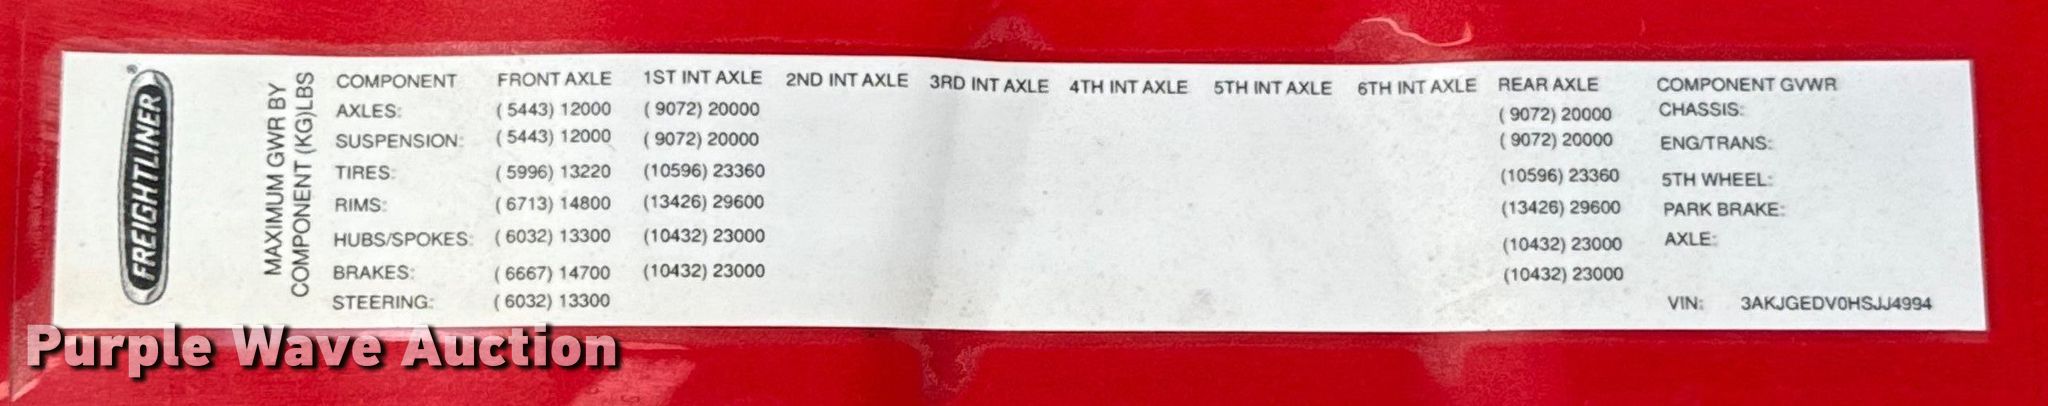 FREIGHTLINER ®
MAXIMUM GWR BY
COMPONENT (KG)LBS
COMPONENT FRONT AXLE 1ST INT AXLE 2ND INT AXLE 3RD INT AXLE 4TH INT AXLE 5TH INT AXLE 6TH INT AXLE REAR AXLE COMPONENT GVWR
AXLES: ( 5443) 12000 ( 9072) 20000 ( 9072) 20000 CHASSIS:
SUSPENSION: ( 5443) 12000 ( 9072) 20000 ( 9072) 20000 ENG/TRANS:
TIRES: ( 5996) 13220 (10596) 23360 (10596) 23360 5TH WHEEL:
RIMS: ( 6713) 14800 (13426) 29600 (13426) 29600 PARK BRAKE:
HUBS/SPOKES: ( 6032) 13300 (10432) 23000 (10432) 23000 AXLE:
BRAKES: ( 6667) 14700 (10432) 23000 (10432) 23000
STEERING: ( 6032) 13300 VIN: 3AKJGEDV0HSJJ4994
Purple Wave Auction